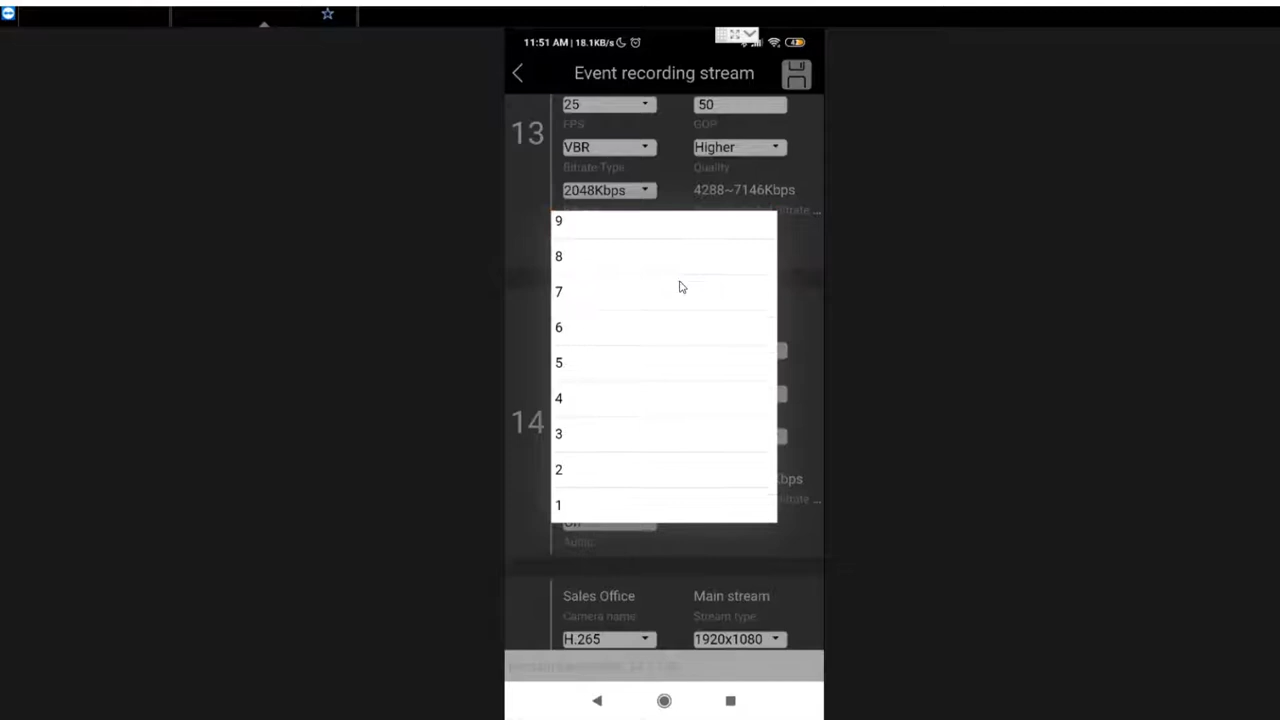 11:51 AM | 18.1KB/s
Event recording stream
13
25
50
FPS
GOP
VBR
Higher
Bitrate Type
Quality
2048Kbps
4288~7146Kbps
9
8
7
6
5
4
3
2
1
14
Audio
Sales Office
Main stream
Camera name
Stream type
H.265
1920x1080